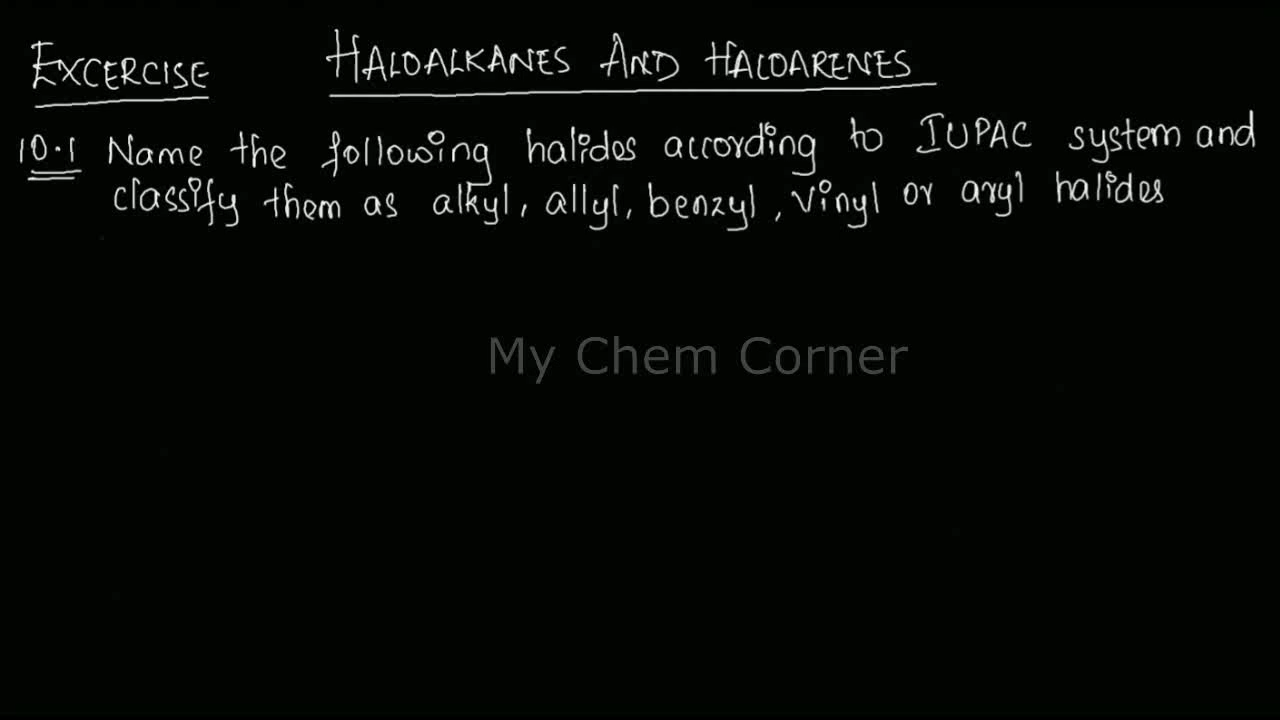 EXCERCISE HALOALKANES AND HALOARENES
10.1 Name the following halides according to IUPAC system and
classify them as alkyl, allyl, benzyl, vinyl or aryl halides
My Chem Corner